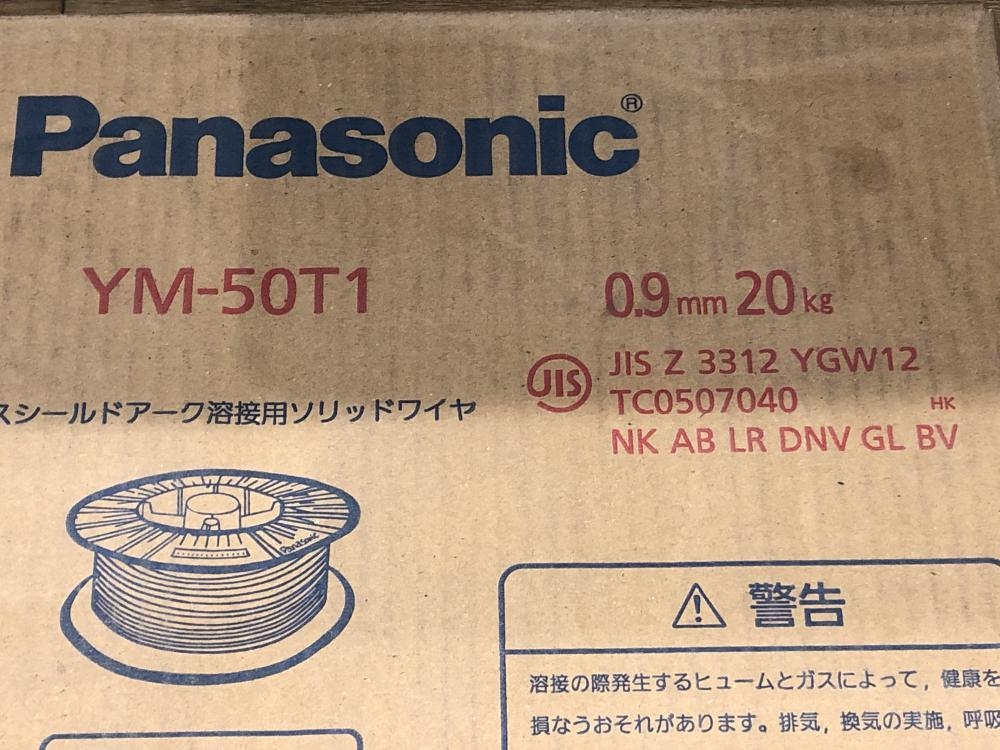 Panasonic®
YM-50T1
0.9mm 20kg
JIS
JIS Z 3312 YGW12
TC0507040
HK
NK AB LR DNV GL BV
スシールドアーク溶接用ソリッドワイヤ
Panasonic
警告
溶接の際発生するヒュームとガスによって，健康を
損なうおそれがあります。排気，換気の実施，呼吸